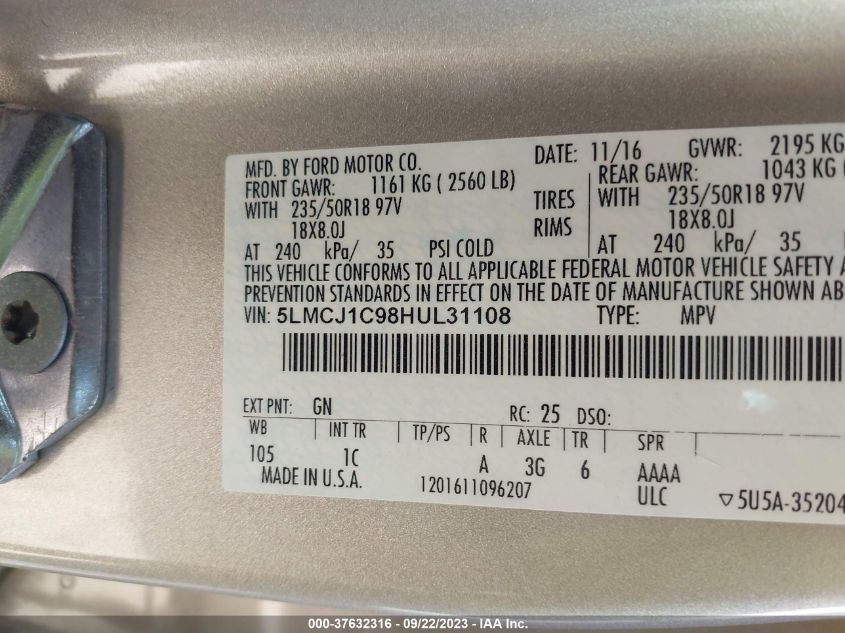 MFD. BY FORD MOTOR CO. DATE: 11/16 GVWR: 2195 KG
FRONT GAWR: 1161 KG ( 2560 LB) REAR GAWR: 1043 KG
WITH 235/50R18 97V TIRES WITH 235/50R18 97V
18X8.0J RIMS 18X8.0J
AT 240 kPa/ 35 PSI COLD AT 240 kPa/ 35
THIS VEHICLE CONFORMS TO ALL APPLICABLE FEDERAL MOTOR VEHICLE SAFETY
PREVENTION STANDARDS IN EFFECT ON THE DATE OF MANUFACTURE SHOWN
VIN: 5LMCJ1C98HUL31108 TYPE: MPV
EXT PNT: GN RC: 25 DSO:
WB INT TR TP/PS R AXLE TR SPR
105 1C A 3G 6 AAAA
MADE IN U.S.A. 1201611096207 ULC ▽5U5A-35204
000-37632316 - 09/22/2023 - IAA Inc.